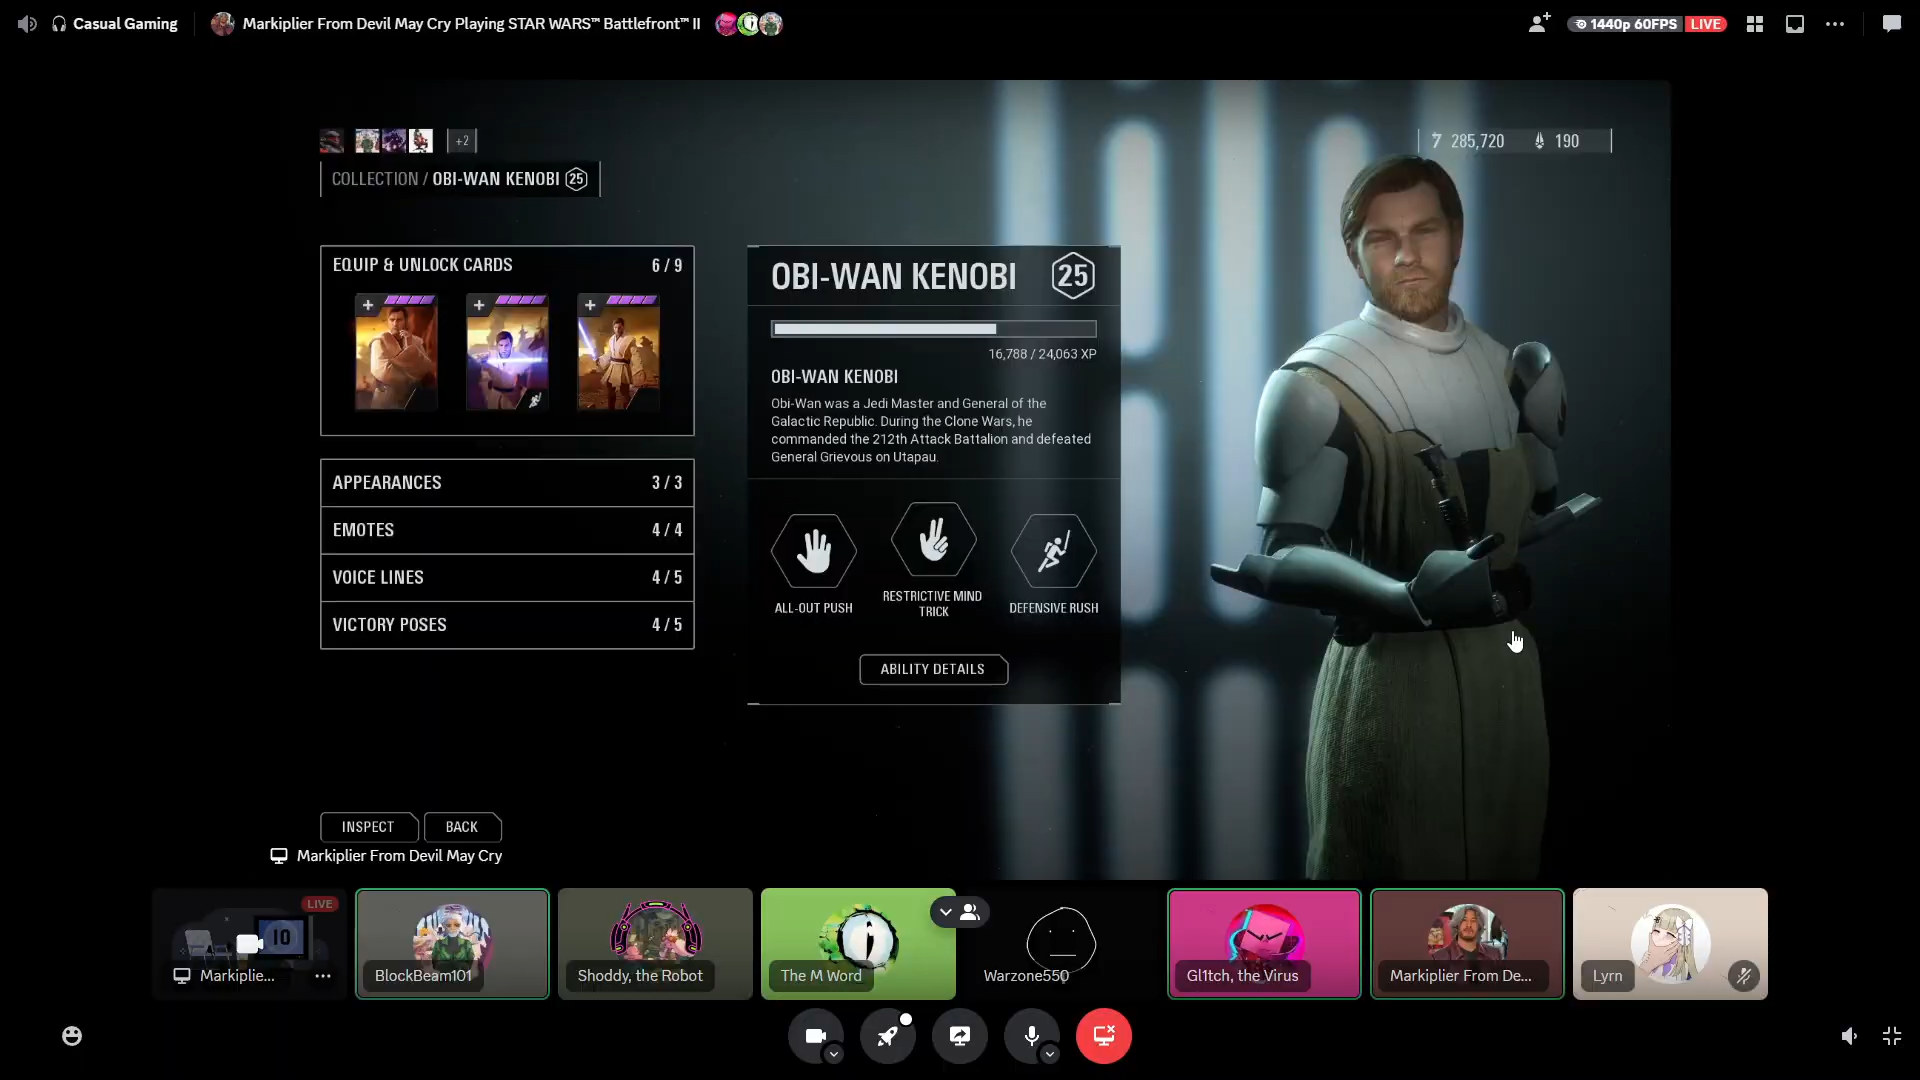 Casual Gaming
Markiplier From Devil May Cry Playing STAR WARS™ Battlefront™ II
1440p 60FPS LIVE
+2
285,720 190
COLLECTION / OBI-WAN KENOBI 25
EQUIP & UNLOCK CARDS 6 / 9
APPEARANCES 3 / 3
EMOTES 4 / 4
VOICE LINES 4 / 5
VICTORY POSES 4 / 5
OBI-WAN KENOBI 25
16,788 / 24,063 XP
OBI-WAN KENOBI
Obi-Wan was a Jedi Master and General of the
Galactic Republic. During the Clone Wars, he
commanded the 212th Attack Battalion and defeated
General Grievous on Utapau.
ALL-OUT PUSH
RESTRICTIVE MIND
TRICK
DEFENSIVE RUSH
ABILITY DETAILS
INSPECT BACK
Markiplier From Devil May Cry
LIVE
10
Markiplie...
BlockBeam101
Shoddy, the Robot
The M Word
Warzone550
Gl1tch, the Virus
Markiplier From De...
Lyrn